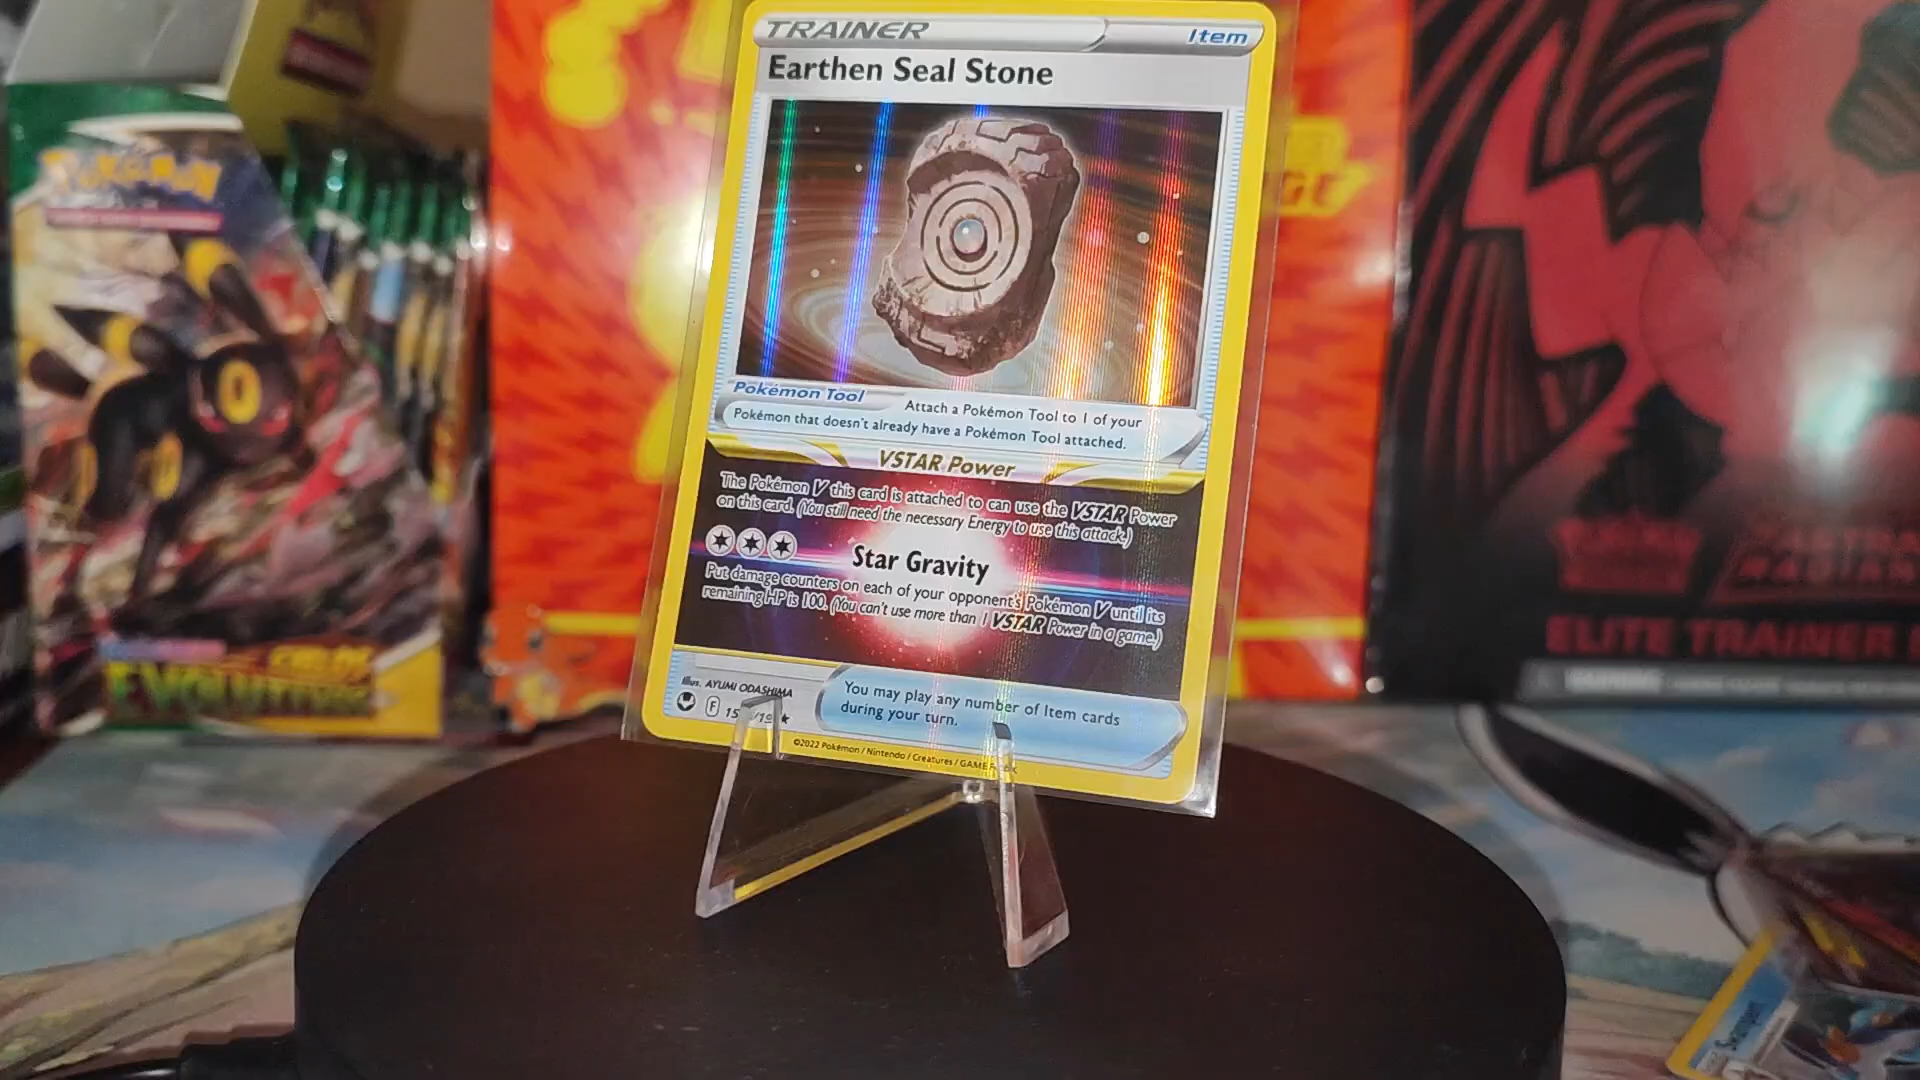 TRAINER
Item
Earthen Seal Stone
Pokémon Tool
Attach a Pokémon Tool to 1 of your
Pokémon that doesn't already have a Pokémon Tool attached.
VSTAR Power
The Pokémon V this card is attached to can use the VSTAR Power
on this card. (You still need the necessary Energy to use this attack.)
Star Gravity
Put damage counters on each of your opponent's Pokémon V until its
remaining HP is 100. (You can't use more than 1 VSTAR Power in a game.)
Illus. AYUMI ODASHIMA
F
You may play any number of Item cards
during your turn.
©2022 Pokémon / Nintendo / Creatures /
POKÉMON
EVOLVING
ELITE TRAINER